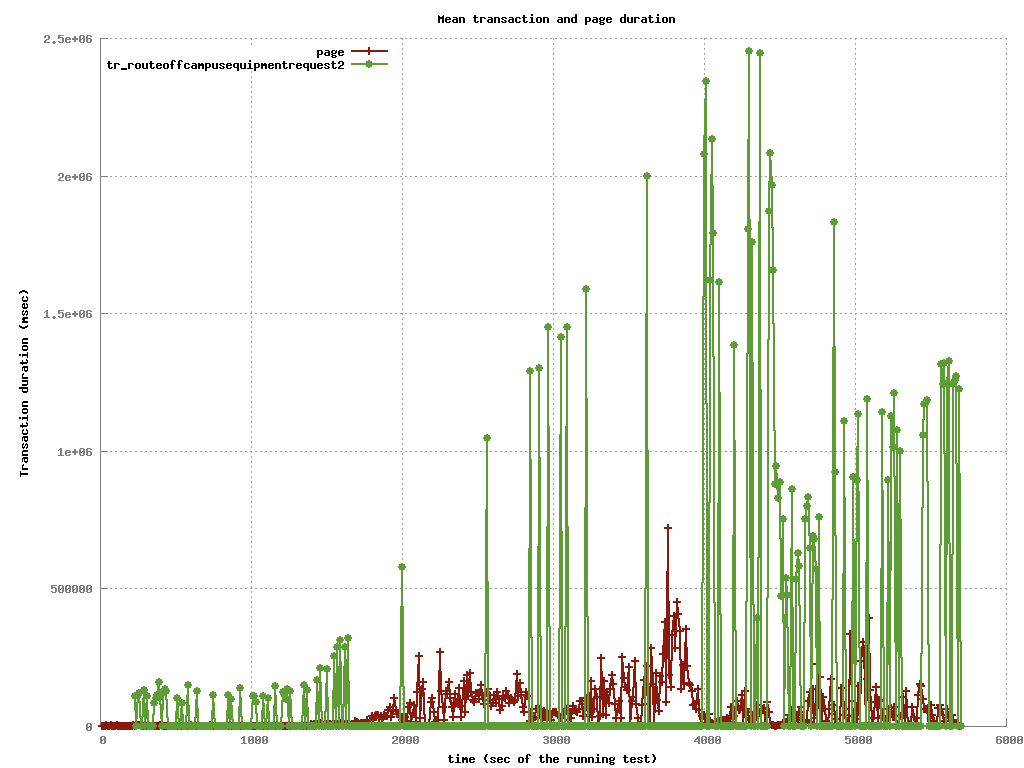 Mean transaction and page duration
page
tr_routeoffcampusequipmentrequest2
2.5e+06
2e+06
1.5e+06
1e+06
500000
0
Transaction duration (msec)
0 1000 2000 3000 4000 5000 6000
time (sec of the running test)